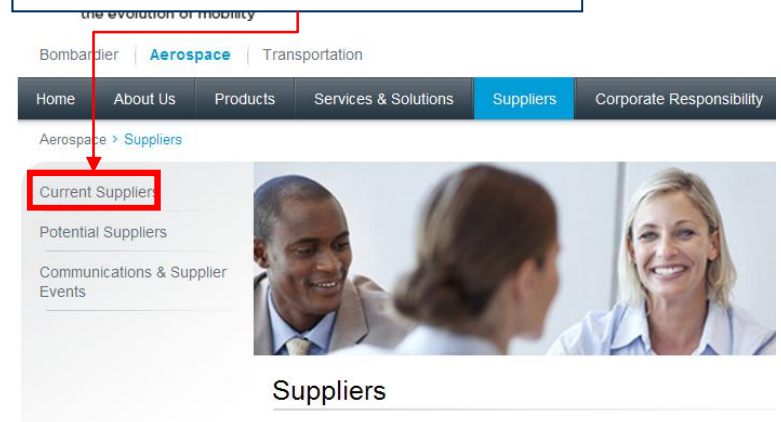 the evolution of mobility
Bombardier Aerospace Transportation
Home About Us Products Services & Solutions Suppliers Corporate Responsibility
Aerospace > Suppliers
Current Suppliers
Potential Suppliers
Communications & Supplier
Events
Suppliers